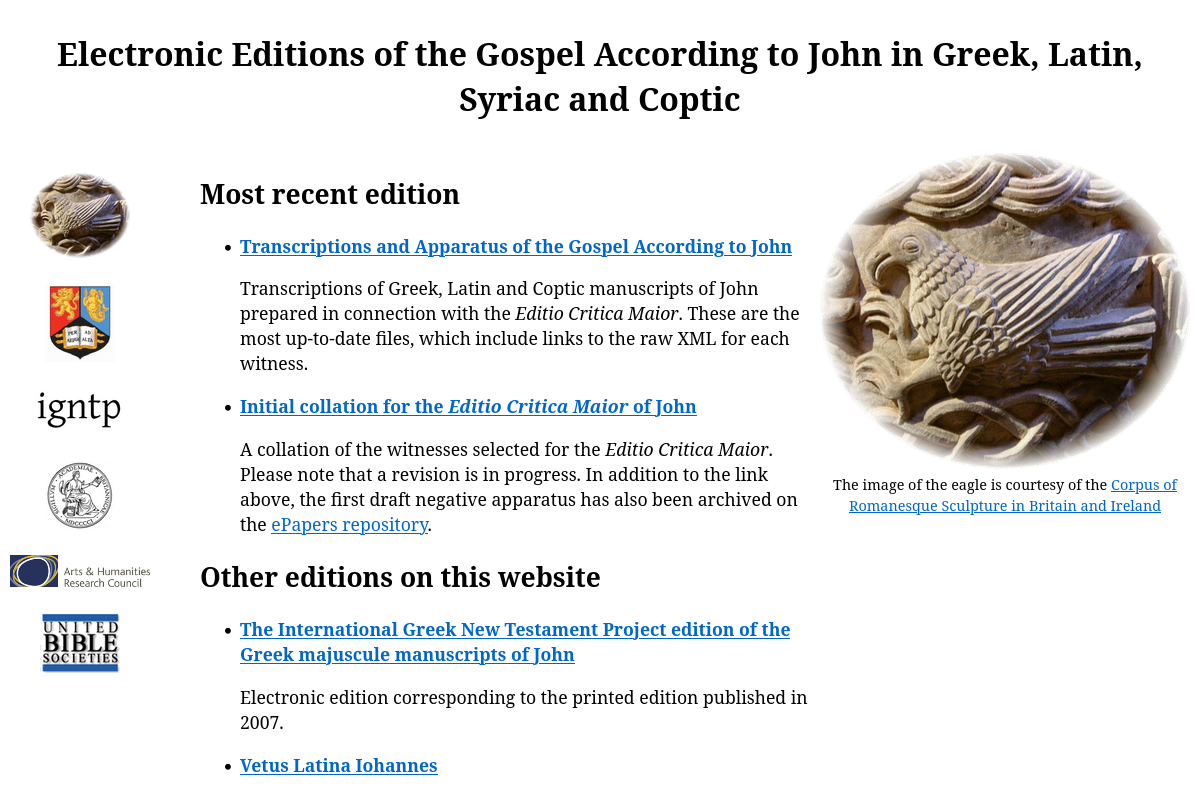 Electronic Editions of the Gospel According to John in Greek, Latin,
Syriac and Coptic
PER AD
ARDUA ALTA
igntp
SIGILLVM ACADEMIAE BRITANNICAE
MDCCCCI
Arts & Humanities
Research Council
UNITED
BIBLE
SOCIETIES
Most recent edition
• Transcriptions and Apparatus of the Gospel According to John
Transcriptions of Greek, Latin and Coptic manuscripts of John
prepared in connection with the Editio Critica Maior. These are the
most up-to-date files, which include links to the raw XML for each
witness.
• Initial collation for the Editio Critica Maior of John
A collation of the witnesses selected for the Editio Critica Maior.
Please note that a revision is in progress. In addition to the link
above, the first draft negative apparatus has also been archived on
the ePapers repository.
Other editions on this website
• The International Greek New Testament Project edition of the
Greek majuscule manuscripts of John
Electronic edition corresponding to the printed edition published in
2007.
• Vetus Latina Iohannes
The image of the eagle is courtesy of the Corpus of
Romanesque Sculpture in Britain and Ireland